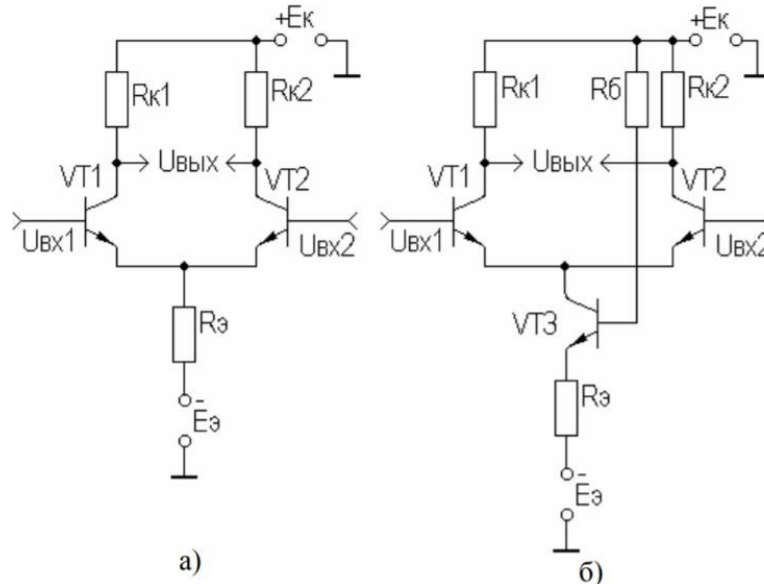 +Eк
+Eк
Rк1
Rк2
Rк1
Rб
Rк2
Uвых
Uвых
VT1
VT2
VT1
VT2
Uвх1
Uвх2
Uвх1
Uвх2
VT3
Rэ
Rэ
-
Eэ
-
Eэ
а)
б)